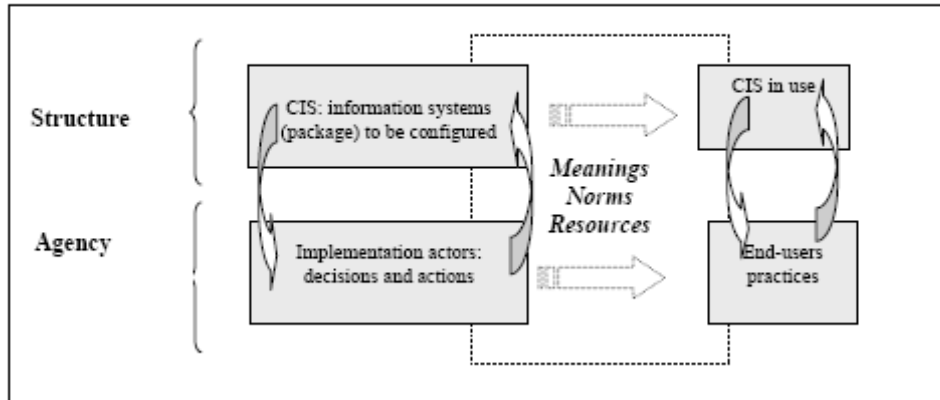 Structure
CIS: information systems
(package) to be configured
CIS in use
Meanings
Norms
Resources
Agency
Implementation actors:
decisions and actions
End-users
practices